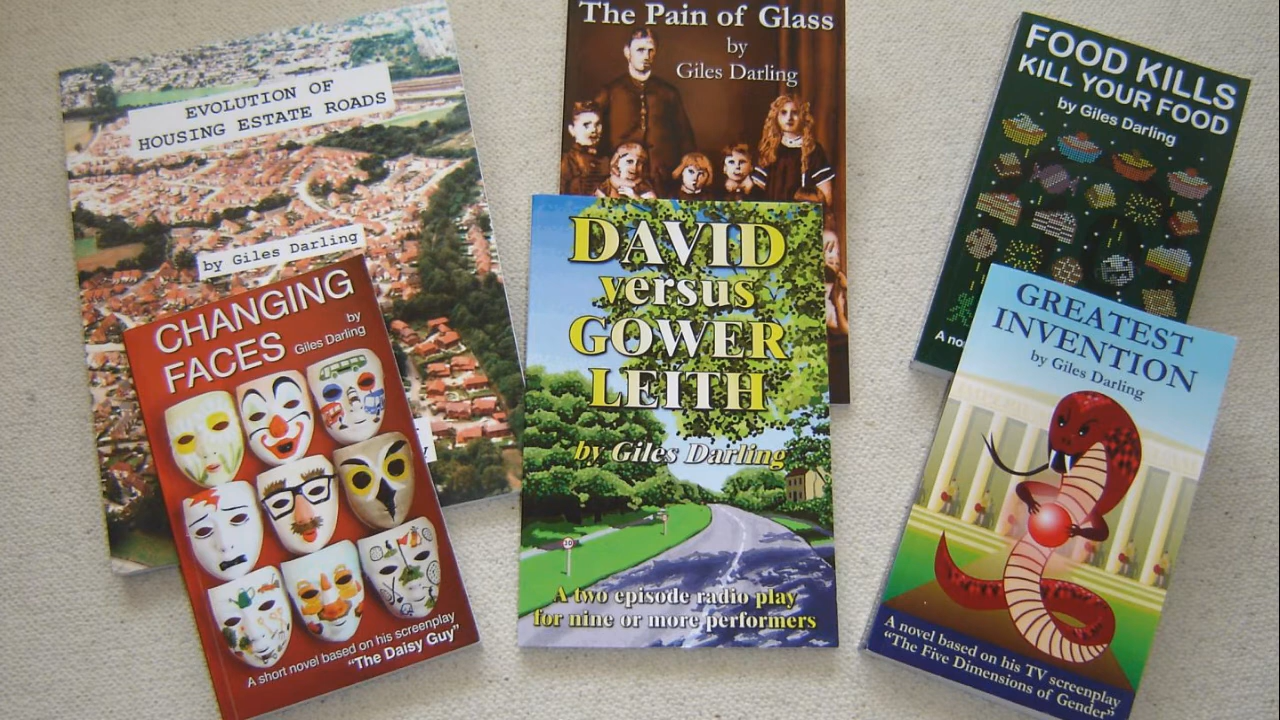 EVOLUTION OF
HOUSING ESTATE ROADS
by Giles Darling
CHANGING
FACES
by
Giles Darling
A short novel based on his screenplay
"The Daisy Guy"
The Pain of Glass
by
Giles Darling
DAVID
versus
GOWER
LEITH
by Giles Darling
30
A two episode radio play
for nine or more performers
FOOD KILLS
KILL YOUR FOOD
by Giles Darling
GREATEST
INVENTION
by Giles Darling
A novel based on his TV screenplay
"The Five Dimensions of Gender"